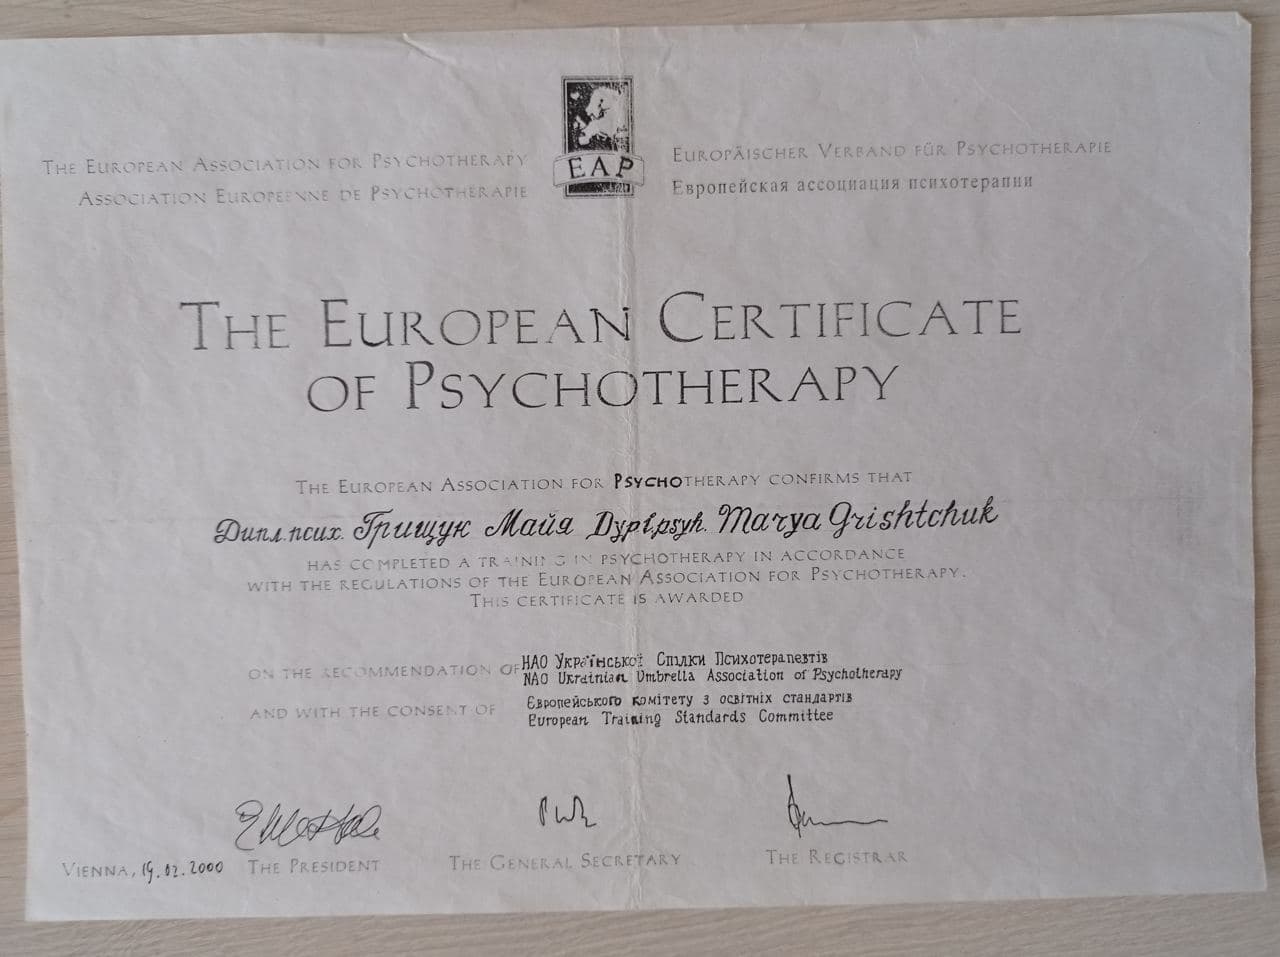 THE EUROPEAN ASSOCIATION FOR PSYCHOTHERAPY
ASSOCIATION EUROPEENNE DE PSYCHOTHERAPIE
EAP
EUROPÄISCHER VERBAND FÜR PSYCHOTHERAPIE
Европейская ассоциация психотерапии
THE EUROPEAN CERTIFICATE
OF PSYCHOTHERAPY
THE EUROPEAN ASSOCIATION FOR PSYCHOTHERAPY CONFIRMS THAT
Дипл. псих. Грищук Майя Marya Grishtchuk
HAS COMPLETED A TRAINING IN PSYCHOTHERAPY IN ACCORDANCE
WITH THE REGULATIONS OF THE EUROPEAN ASSOCIATION FOR PSYCHOTHERAPY.
THIS CERTIFICATE IS AWARDED
ON THE RECOMMENDATION OF НАО Української Спілки Психотерапевтів
NAO Ukrainian Umbrella Association of Psychotherapy
AND WITH THE CONSENT OF Європейського комітету з освітніх стандартів
European Training Standards Committee
VIENNA, 19.02.2000 THE PRESIDENT
THE GENERAL SECRETARY
THE REGISTRAR